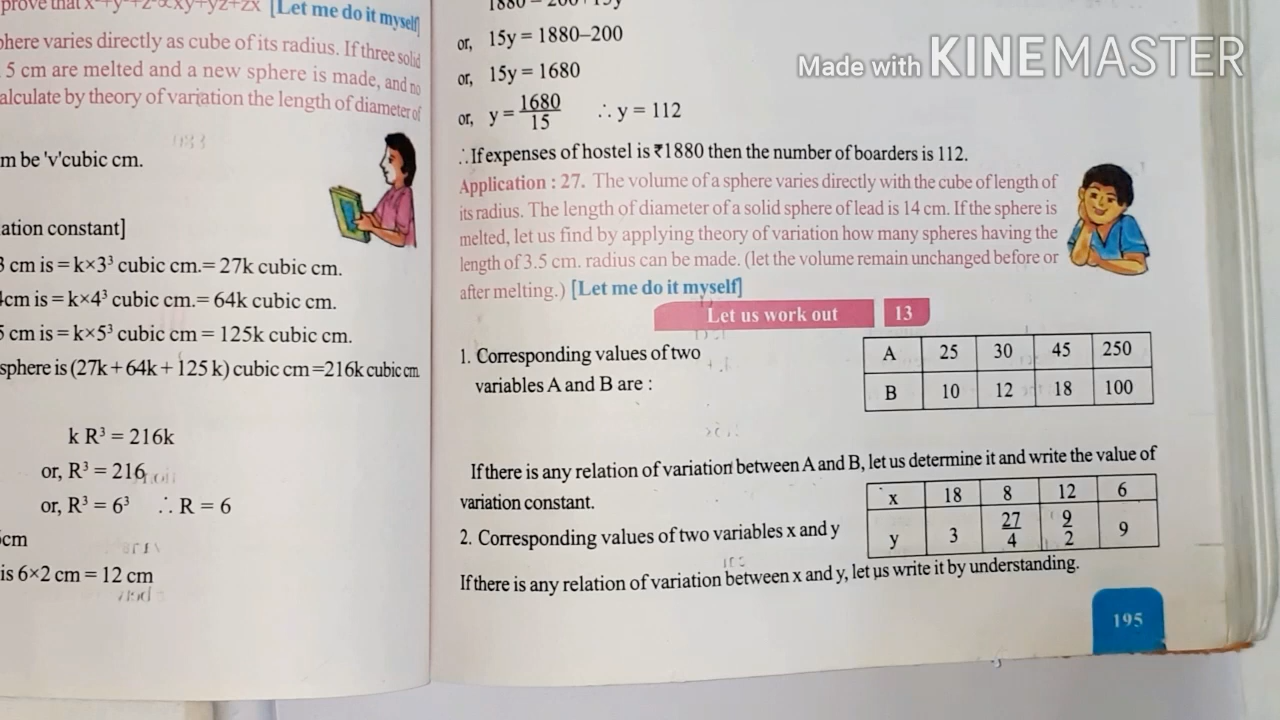 prove that x²+y²+z²∝xy+yz+zx [Let me do it myself]
sphere varies directly as cube of its radius. If three solid
5 cm are melted and a new sphere is made, and no
calculate by theory of variation the length of diameter of
m be 'v'cubic cm.
ation constant]
3 cm is = k×3³ cubic cm.= 27k cubic cm.
4cm is = k×4³ cubic cm.= 64k cubic cm.
5 cm is = k×5³ cubic cm = 125k cubic cm.
sphere is (27k + 64k + 125 k) cubic cm =216k cubic cm.
k R³ = 216k
or, R³ = 216
or, R³ = 6³ ∴ R = 6
6cm
is 6×2 cm = 12 cm
1880 = 200+15y
or, 15y = 1880–200
or, 15y = 1680
or, y = 1680/15 ∴ y = 112
∴ If expenses of hostel is ₹1880 then the number of boarders is 112.
Application : 27. The volume of a sphere varies directly with the cube of length of
its radius. The length of diameter of a solid sphere of lead is 14 cm. If the sphere is
melted, let us find by applying theory of variation how many spheres having the
length of 3.5 cm. radius can be made. (let the volume remain unchanged before or
after melting.) [Let me do it myself]
Let us work out 13
1. Corresponding values of two
variables A and B are :
A 25 30 45 250
B 10 12 18 100
If there is any relation of variation between A and B, let us determine it and write the value of
variation constant.
2. Corresponding values of two variables x and y
x 18 8 12 6
y 3 27/4 9/2 9
If there is any relation of variation between x and y, let us write it by understanding.
195
Made with KINEMASTER